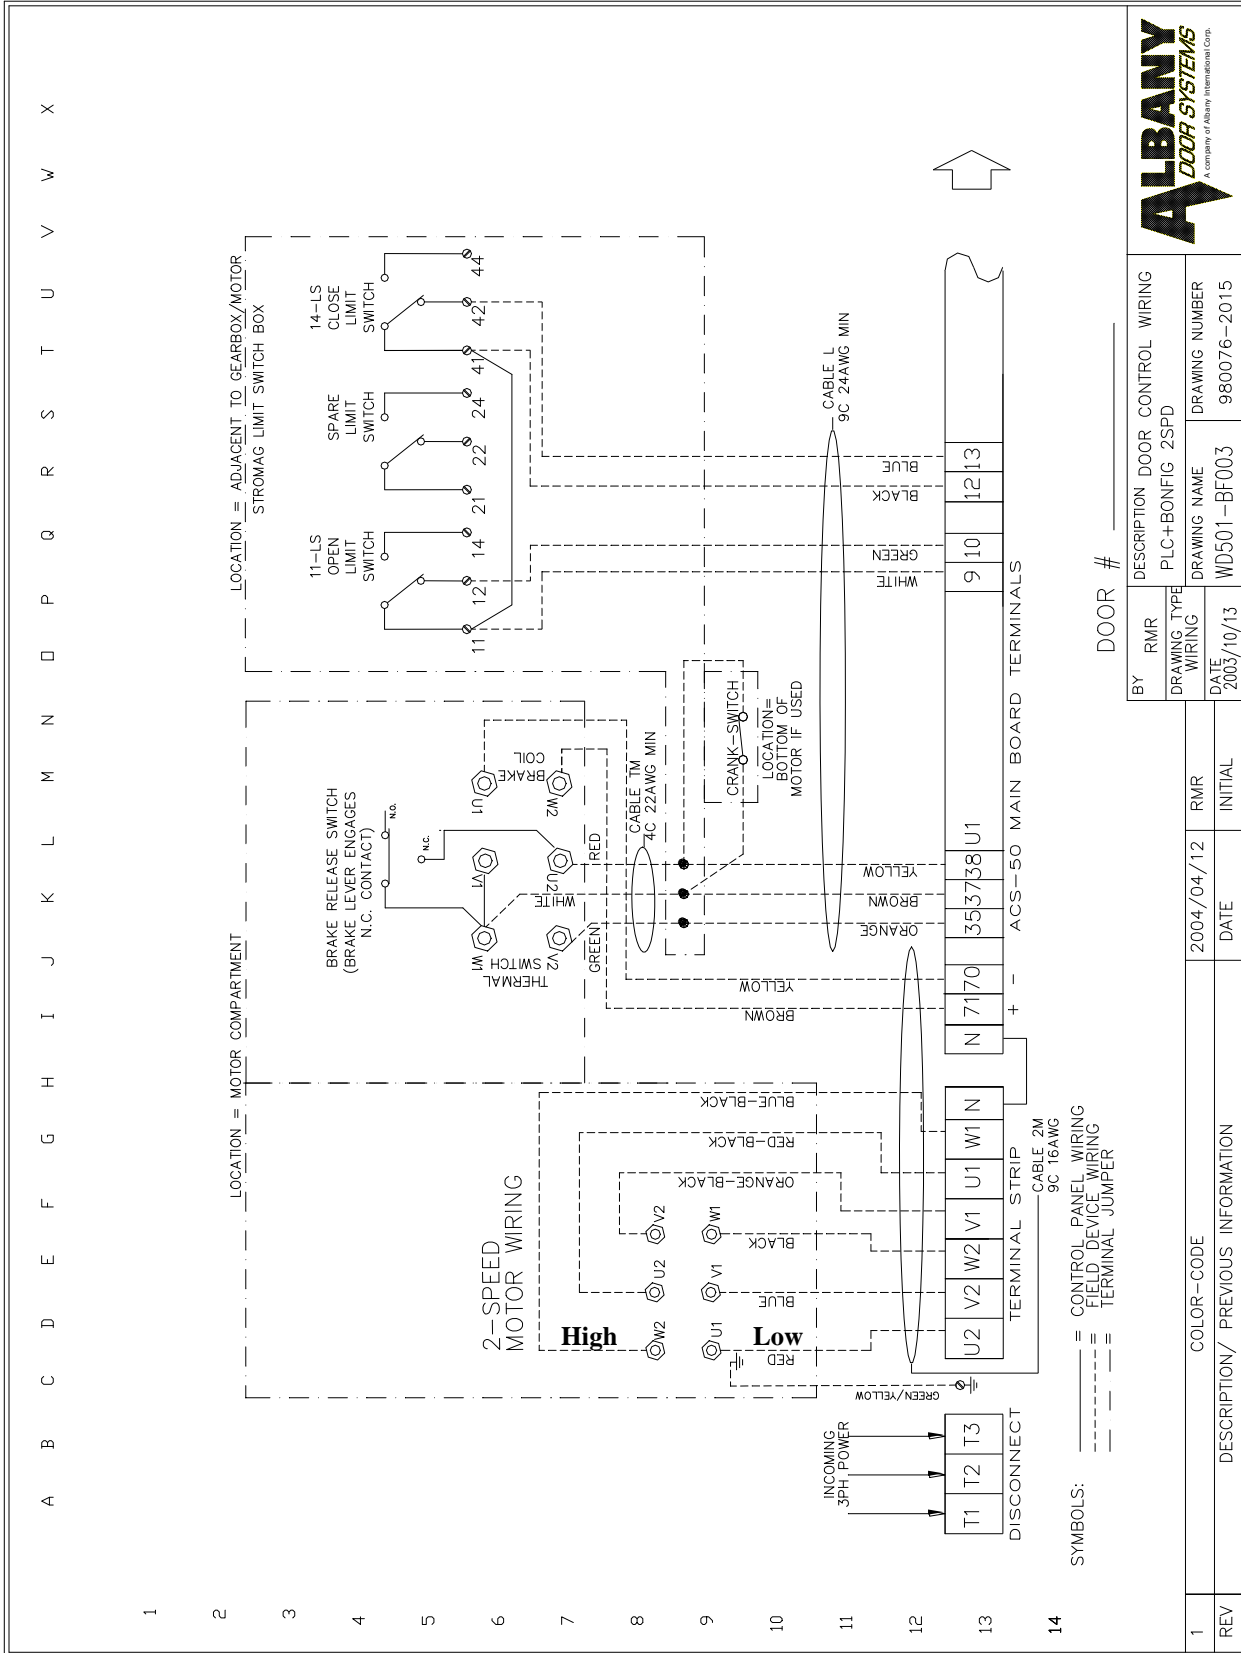 A B C D E F G H I J K L M N O P Q R S T U V W X
1
2
3
4
5
6
7
8
9
10
11
12
13
14
LOCATION = MOTOR COMPARTMENT
LOCATION = ADJACENT TO GEARBOX/MOTOR
STROMAG LIMIT SWITCH BOX
2-SPEED
MOTOR WIRING
High
Low
W2 U2 V2
U1 V1 W1
RED
BLUE
BLACK
ORANGE-BLACK
RED-BLACK
BLUE-BLACK
GREEN/YELLOW
BRAKE RELEASE SWITCH
(BRAKE LEVER ENGAGES
N.C. CONTACT)
N.O.
N.C.
W1 V1 U1
V2 U2 W2
THERMAL
SWITCH
BRAKE
COIL
GREEN
WHITE
RED
CABLE TM
4C 22AWG MIN
CRANK-SWITCH
LOCATION=
BOTTOM OF
MOTOR IF USED
11-LS
OPEN
LIMIT
SWITCH
SPARE
LIMIT
SWITCH
14-LS
CLOSE
LIMIT
SWITCH
11 12 14 21 22 24 41 42 44
BROWN
YELLOW
ORANGE
BROWN
YELLOW
WHITE
GREEN
BLACK
BLUE
CABLE L
9C 24AWG MIN
INCOMING
3PH POWER
T1 T2 T3
DISCONNECT
U2 V2 W2 V1 U1 W1 N
TERMINAL STRIP
CABLE 2M
9C 16AWG
N 71 70 35 37 38 U1 9 10 12 13
+ -
ACS-50 MAIN BOARD TERMINALS
SYMBOLS:
= CONTROL PANEL WIRING
= FIELD DEVICE WIRING
= TERMINAL JUMPER
DOOR #
1 COLOR-CODE 2004/04/12 RMR
REV DESCRIPTION/ PREVIOUS INFORMATION DATE INITIAL
BY
RMR
DRAWING TYPE
WIRING
DATE
2003/10/13
DESCRIPTION DOOR CONTROL WIRING
PLC+BONFIG 2SPD
DRAWING NAME
WD501-BF003
DRAWING NUMBER
980076-2015
ALBANY
DOOR SYSTEMS
A company of Albany International Corp.